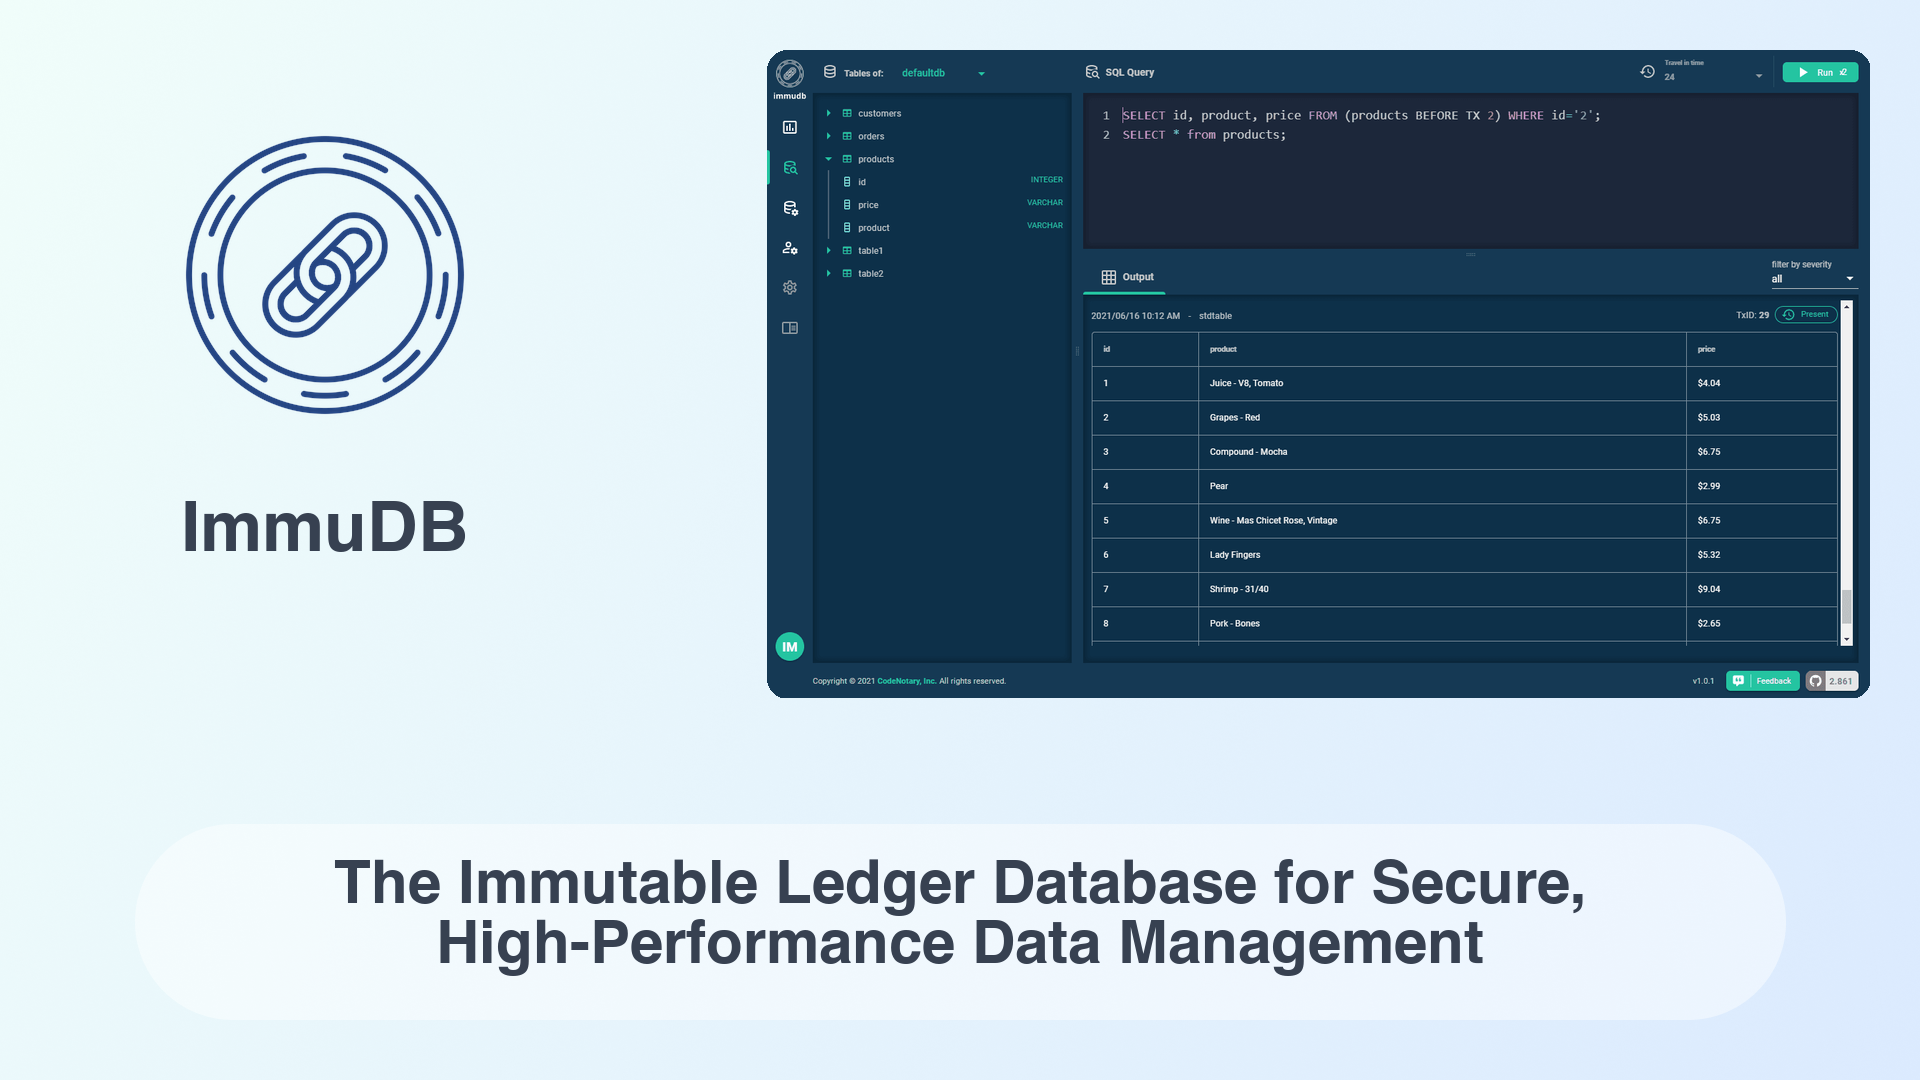 ImmuDB
immudb
Tables of: defaultdb
customers
orders
products
id INTEGER
price VARCHAR
product VARCHAR
table1
table2
IM
SQL Query
Travel in time
24
Run x2
1 SELECT id, product, price FROM (products BEFORE TX 2) WHERE id='2';
2 SELECT * from products;
Output
filter by severity
all
2021/06/16 10:12 AM - stdtable
TxID: 29 Present
id product price
1 Juice - V8, Tomato $4.04
2 Grapes - Red $5.03
3 Compound - Mocha $6.75
4 Pear $2.99
5 Wine - Mas Chicet Rose, Vintage $6.75
6 Lady Fingers $5.32
7 Shrimp - 31/40 $9.04
8 Pork - Bones $2.65
Copyright © 2021 CodeNotary, Inc. All rights reserved.
v1.0.1 Feedback 2.861
The Immutable Ledger Database for Secure,
High-Performance Data Management